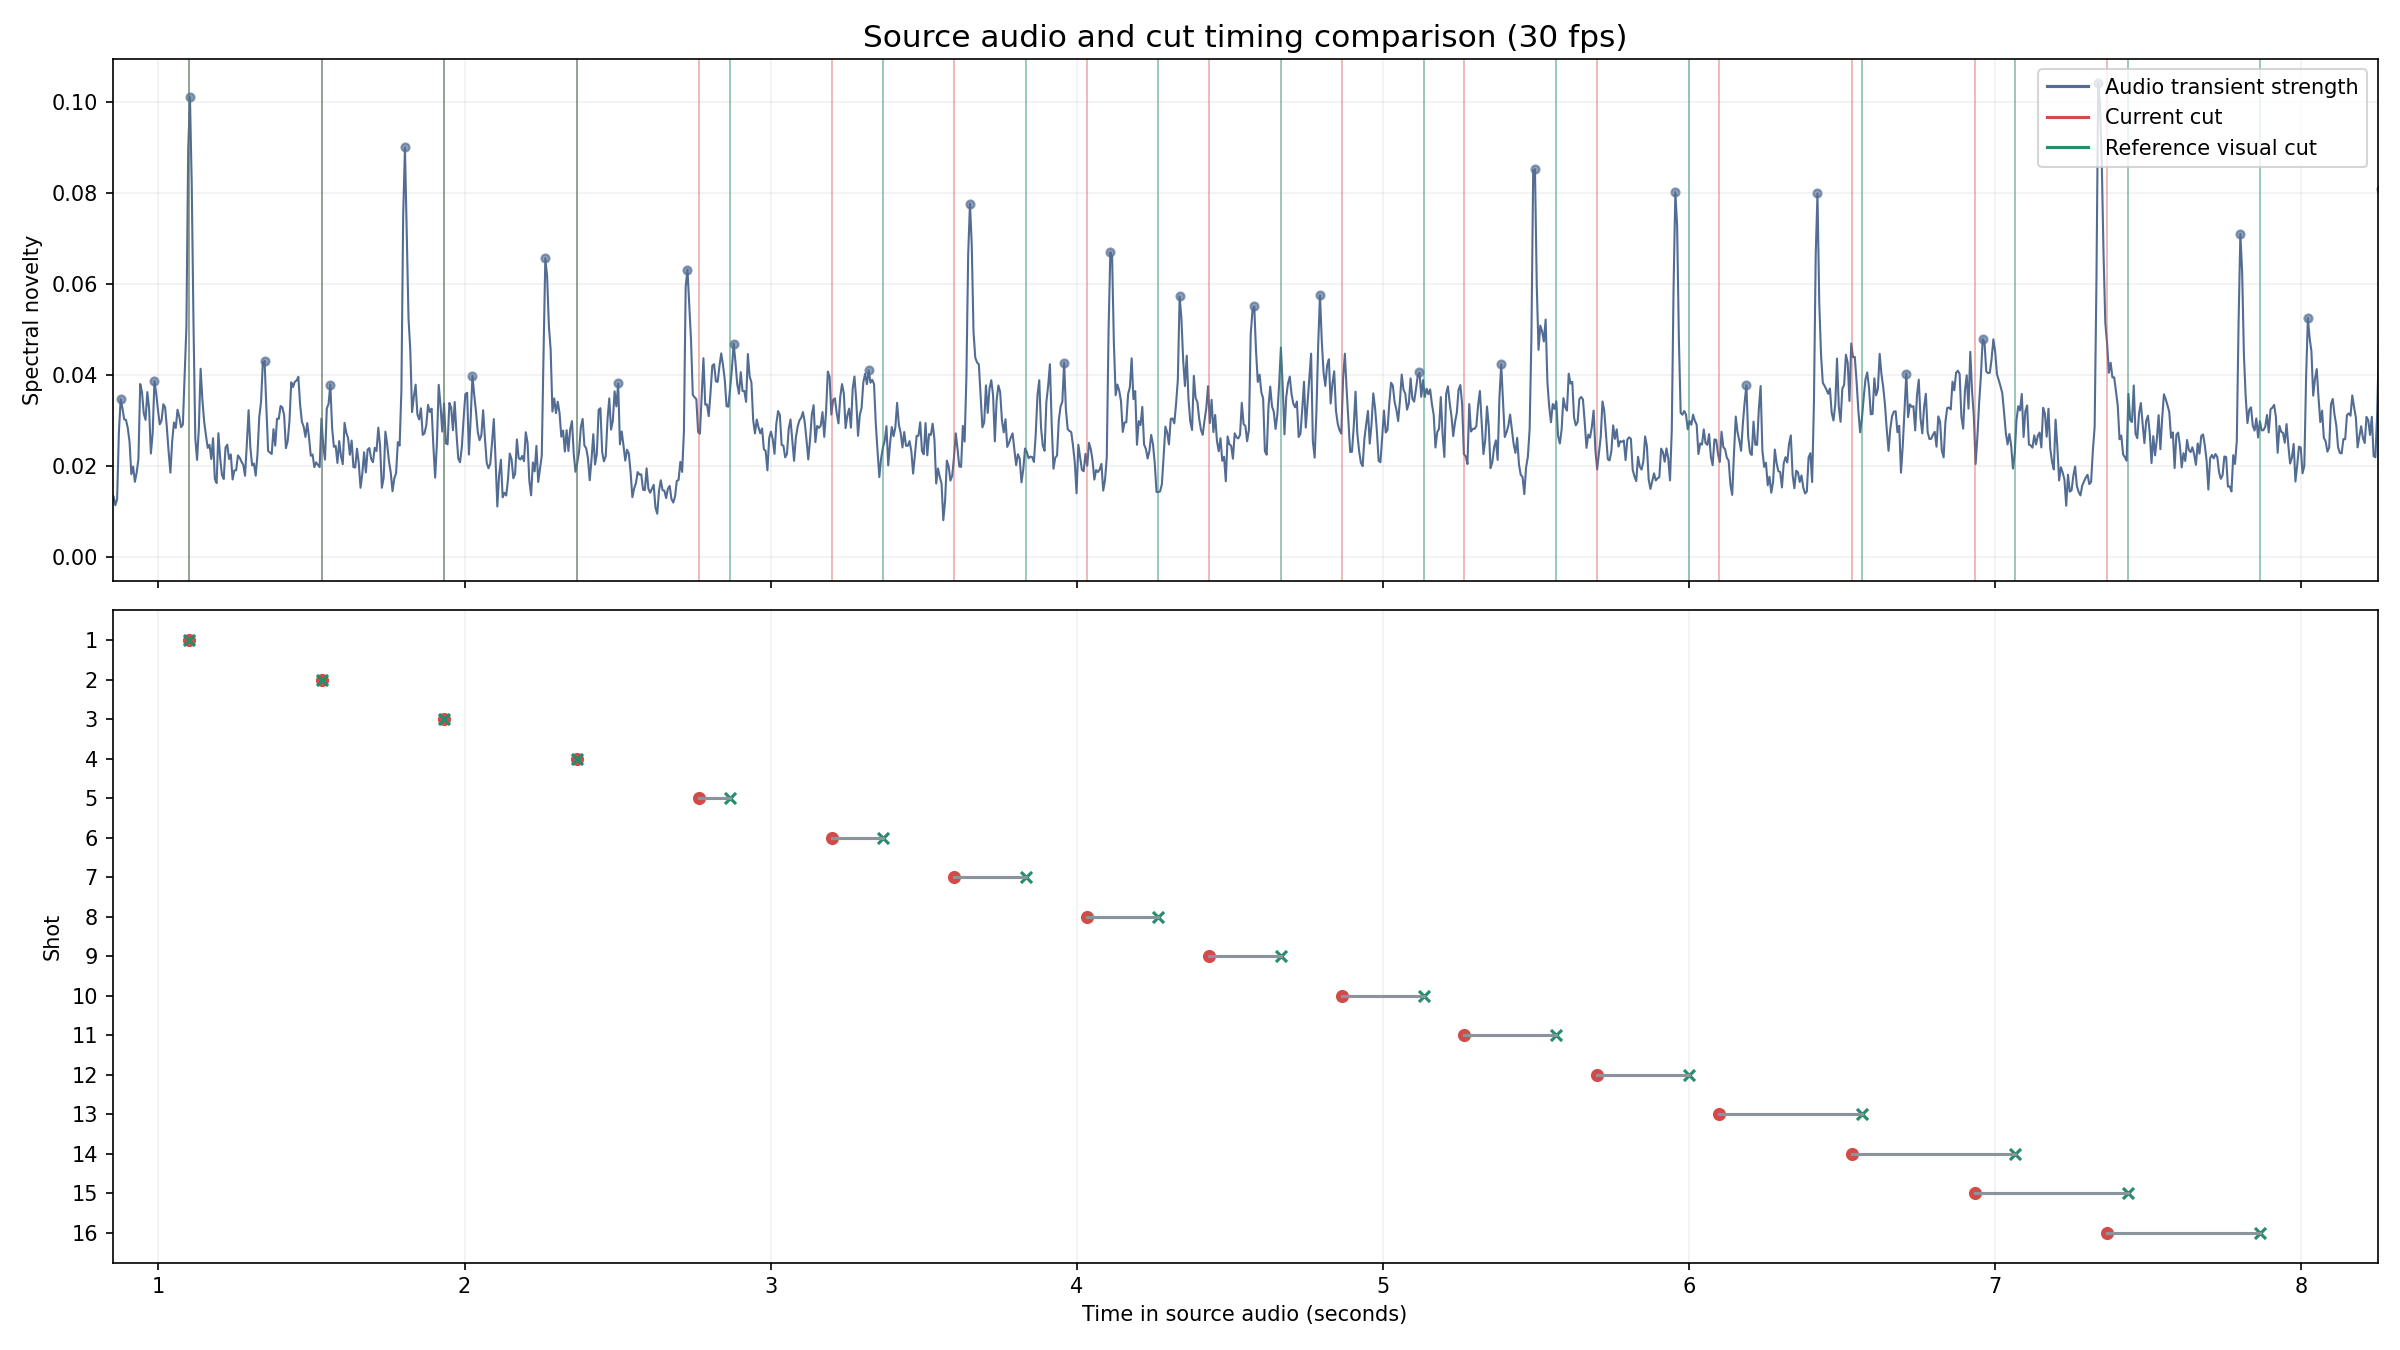 Source audio and cut timing comparison (30 fps)
Audio transient strength
Current cut
Reference visual cut
Spectral novelty
0.10
0.08
0.06
0.04
0.02
0.00
Shot
1
2
3
4
5
6
7
8
9
10
11
12
13
14
15
16
1 2 3 4 5 6 7 8
Time in source audio (seconds)